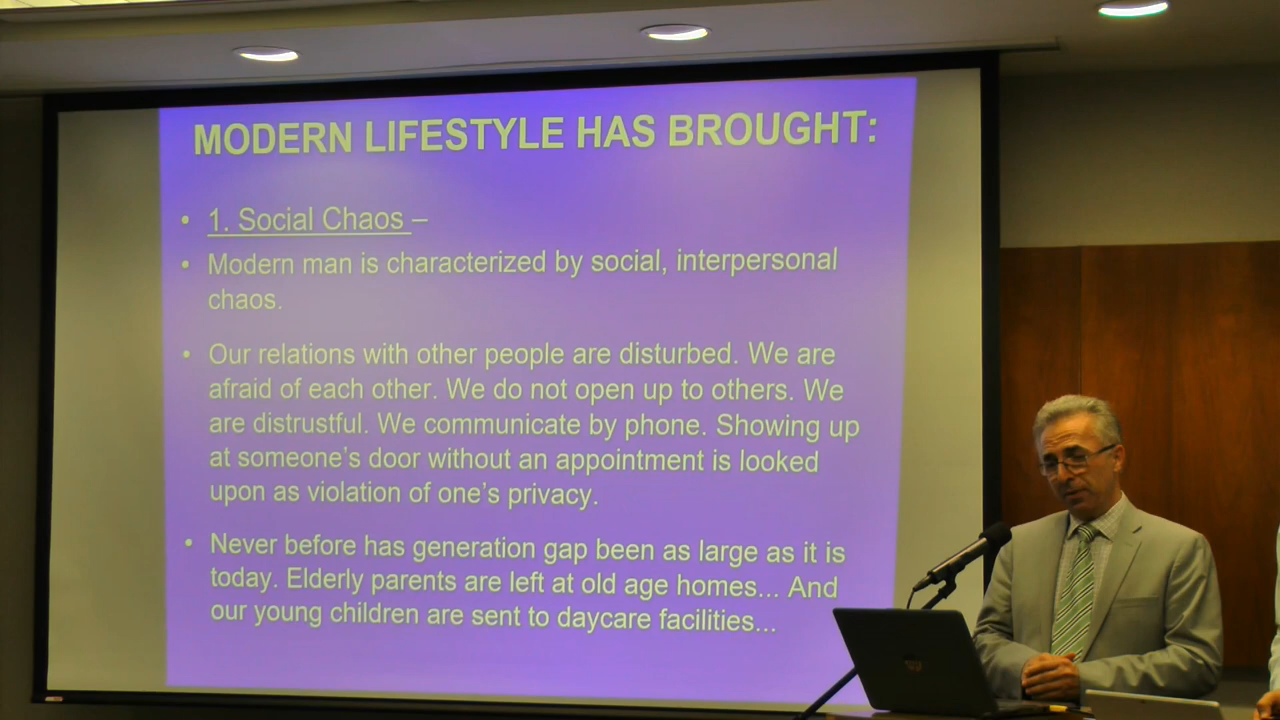 MODERN LIFESTYLE HAS BROUGHT:
• 1. Social Chaos –
• Modern man is characterized by social, interpersonal
chaos.
• Our relations with other people are disturbed. We are
afraid of each other. We do not open up to others. We
are distrustful. We communicate by phone. Showing up
at someone's door without an appointment is looked
upon as violation of one's privacy.
• Never before has generation gap been as large as it is
today. Elderly parents are left at old age homes... And
our young children are sent to daycare facilities...